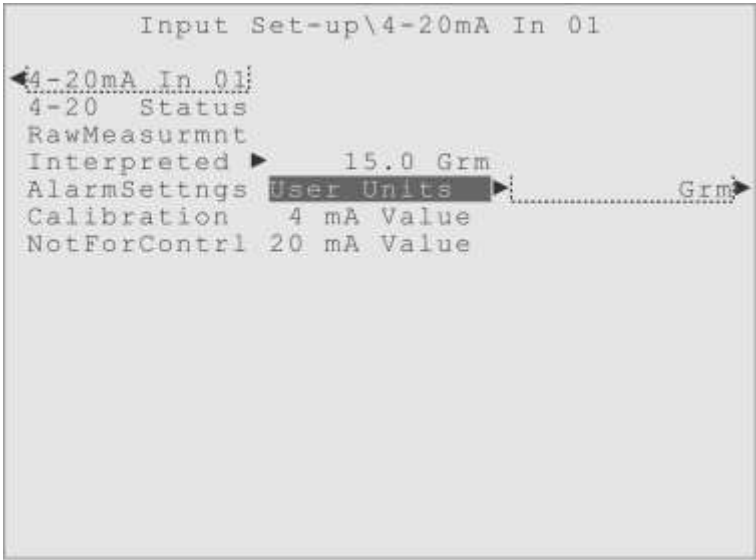 Input Set-up\4-20mA In 01
4-20mA In 01
4-20 Status
RawMeasurmnt
Interpreted ▶ 15.0 Grm
AlarmSettngs User Units ▶ Grm
Calibration 4 mA Value
NotForContrl 20 mA Value